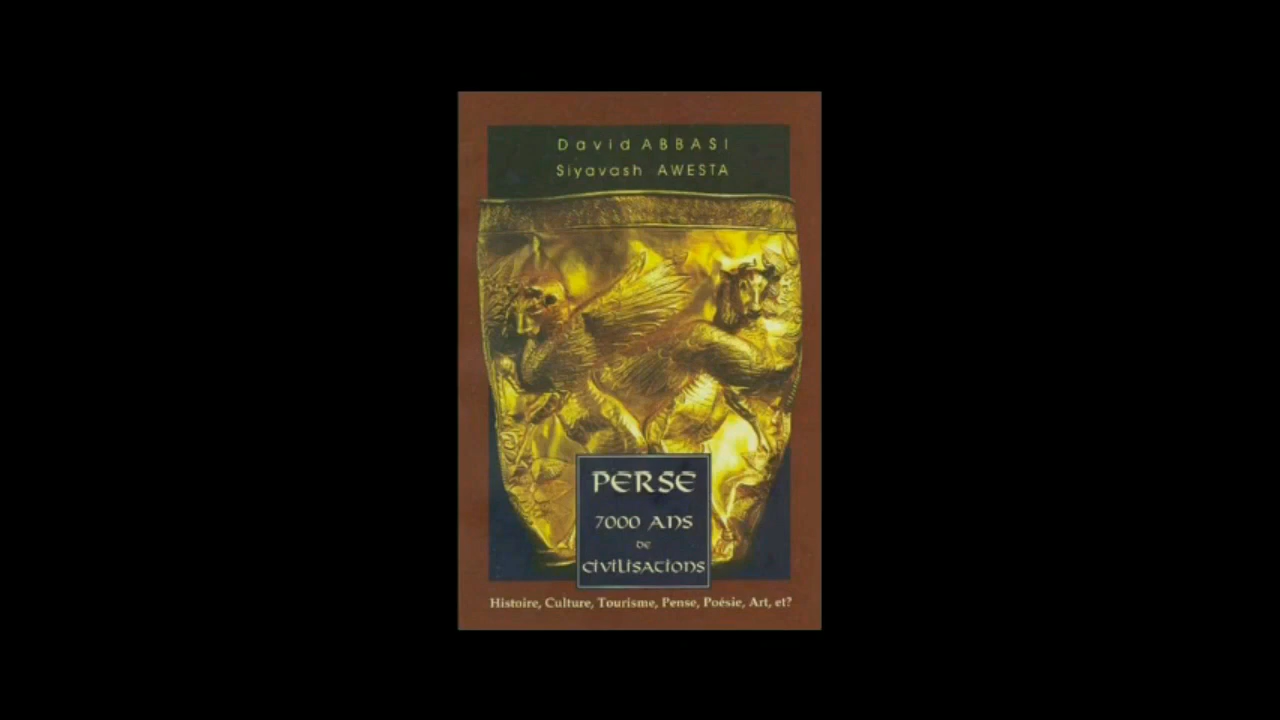 David ABBASI
Siyavash AWESTA
PERSE
7000 ANS
DE
CIVILISATIONS
Histoire, Culture, Tourisme, Pense, Poésie, Art, et?